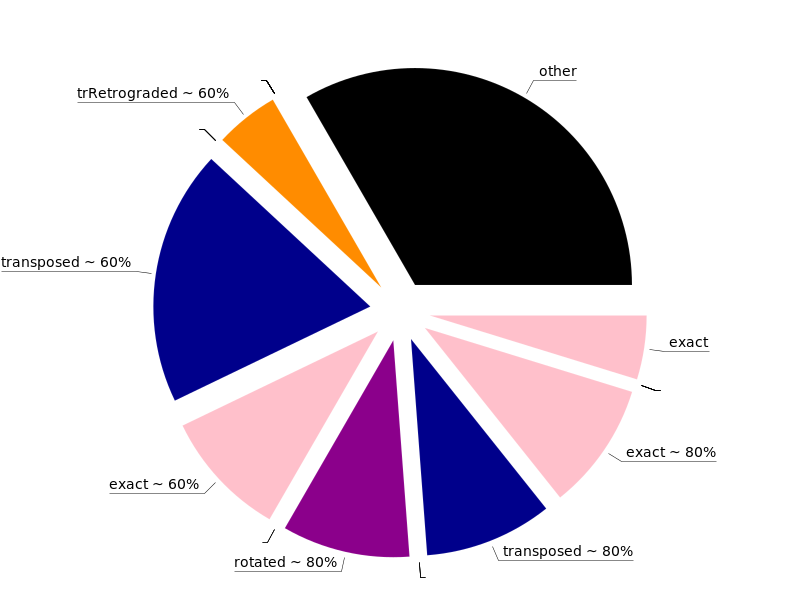 other
trRetrograded ~ 60%
transposed ~ 60%
exact
exact ~ 80%
exact ~ 60%
transposed ~ 80%
rotated ~ 80%